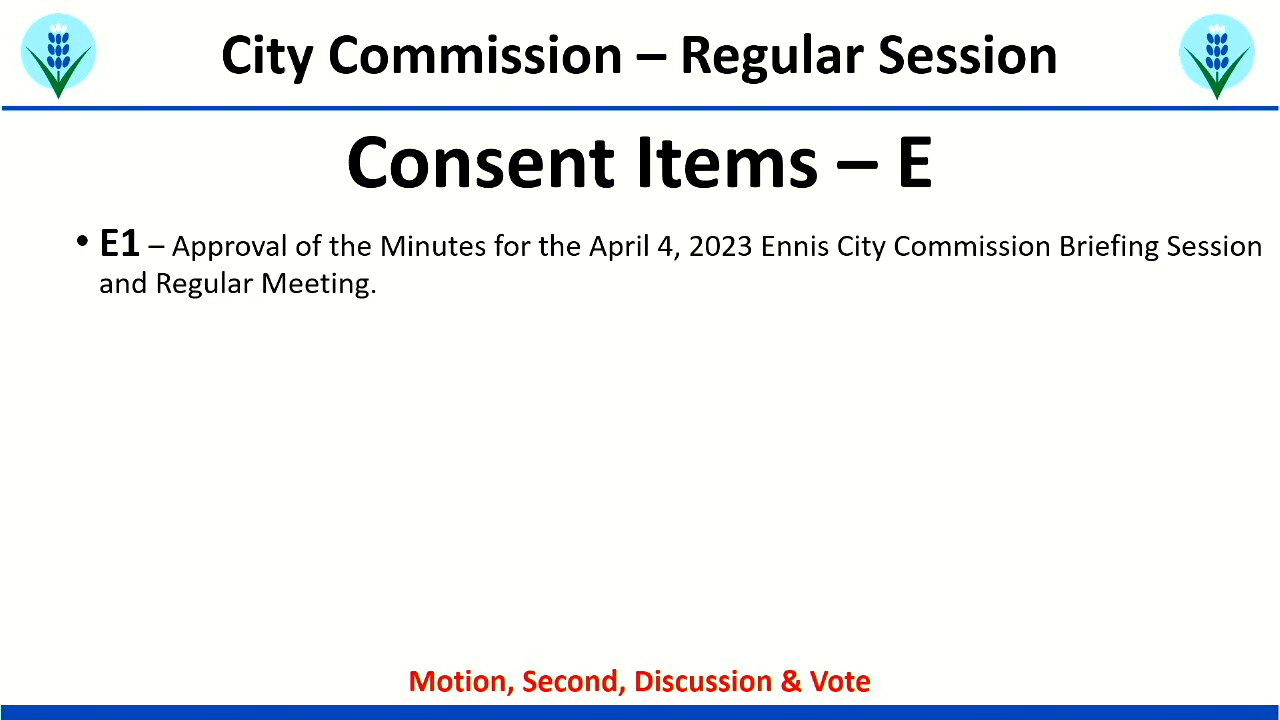 City Commission – Regular Session
Consent Items – E
• E1 – Approval of the Minutes for the April 4, 2023 Ennis City Commission Briefing Session
and Regular Meeting.
Motion, Second, Discussion & Vote